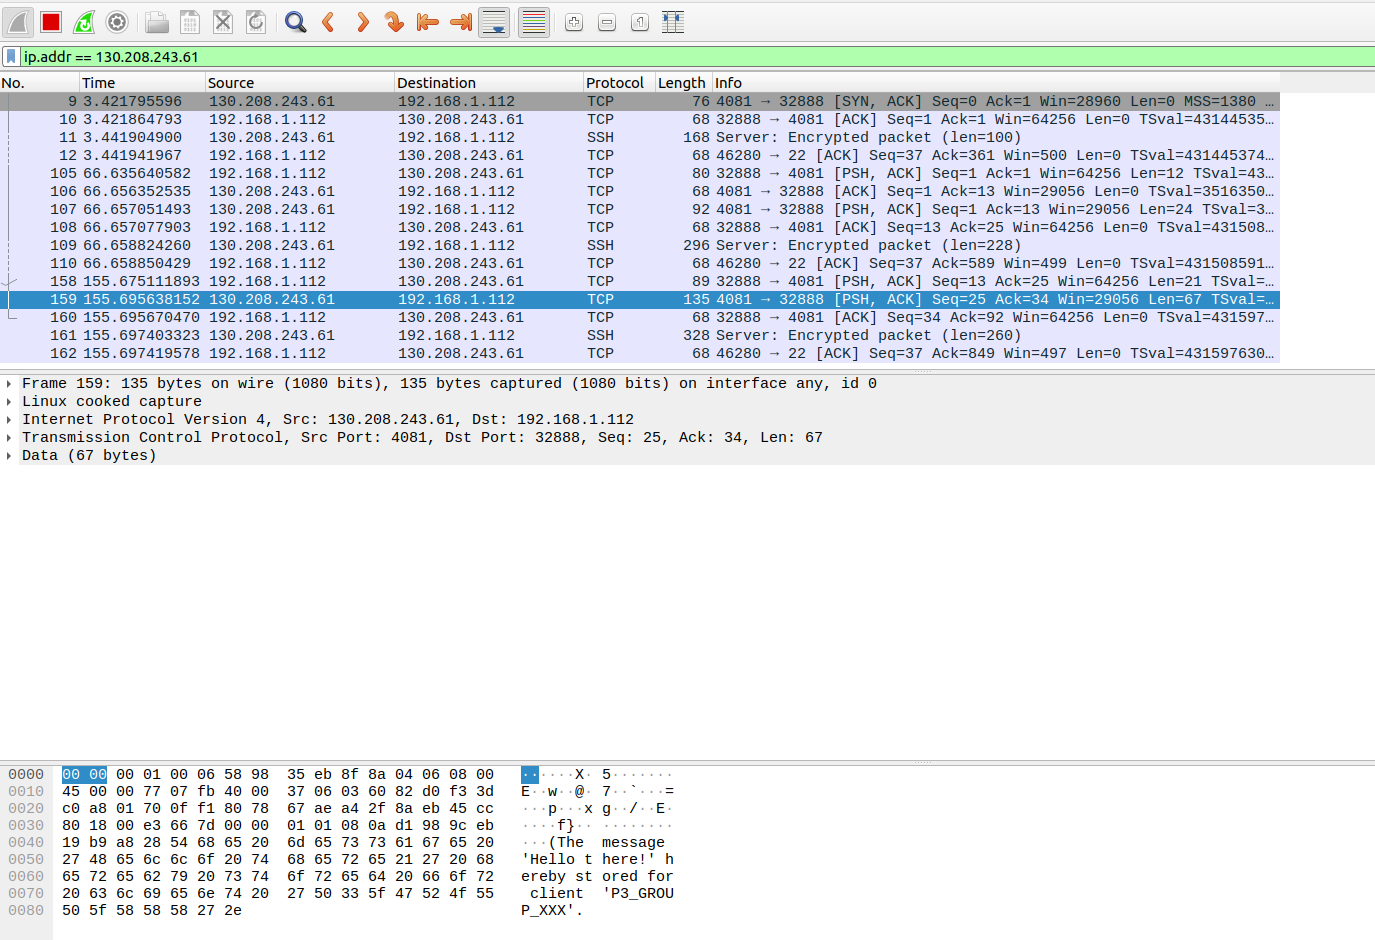 ip.addr == 130.208.243.61
No. Time Source Destination Protocol Length Info
9 3.421795596 130.208.243.61 192.168.1.112 TCP 76 4081 → 32888 [SYN, ACK] Seq=0 Ack=1 Win=28960 Len=0 MSS=1380 …
10 3.421864793 192.168.1.112 130.208.243.61 TCP 68 32888 → 4081 [ACK] Seq=1 Ack=1 Win=64256 Len=0 TSval=43144535…
11 3.441904900 130.208.243.61 192.168.1.112 SSH 168 Server: Encrypted packet (len=100)
12 3.441941967 192.168.1.112 130.208.243.61 TCP 68 46280 → 22 [ACK] Seq=37 Ack=361 Win=500 Len=0 TSval=431445374…
105 66.635640582 192.168.1.112 130.208.243.61 TCP 80 32888 → 4081 [PSH, ACK] Seq=1 Ack=1 Win=64256 Len=12 TSval=43…
106 66.656352535 130.208.243.61 192.168.1.112 TCP 68 4081 → 32888 [ACK] Seq=1 Ack=13 Win=29056 Len=0 TSval=3516350…
107 66.657051493 130.208.243.61 192.168.1.112 TCP 92 4081 → 32888 [PSH, ACK] Seq=1 Ack=13 Win=29056 Len=24 TSval=3…
108 66.657077903 192.168.1.112 130.208.243.61 TCP 68 32888 → 4081 [ACK] Seq=13 Ack=25 Win=64256 Len=0 TSval=431508…
109 66.658824260 130.208.243.61 192.168.1.112 SSH 296 Server: Encrypted packet (len=228)
110 66.658850429 192.168.1.112 130.208.243.61 TCP 68 46280 → 22 [ACK] Seq=37 Ack=589 Win=499 Len=0 TSval=431508591…
158 155.675111893 192.168.1.112 130.208.243.61 TCP 89 32888 → 4081 [PSH, ACK] Seq=13 Ack=25 Win=64256 Len=21 TSval=…
159 155.695638152 130.208.243.61 192.168.1.112 TCP 135 4081 → 32888 [PSH, ACK] Seq=25 Ack=34 Win=29056 Len=67 TSval=…
160 155.695670470 192.168.1.112 130.208.243.61 TCP 68 32888 → 4081 [ACK] Seq=34 Ack=92 Win=64256 Len=0 TSval=431597…
161 155.697403323 130.208.243.61 192.168.1.112 SSH 328 Server: Encrypted packet (len=260)
162 155.697419578 192.168.1.112 130.208.243.61 TCP 68 46280 → 22 [ACK] Seq=37 Ack=849 Win=497 Len=0 TSval=431597630…
Frame 159: 135 bytes on wire (1080 bits), 135 bytes captured (1080 bits) on interface any, id 0
Linux cooked capture
Internet Protocol Version 4, Src: 130.208.243.61, Dst: 192.168.1.112
Transmission Control Protocol, Src Port: 4081, Dst Port: 32888, Seq: 25, Ack: 34, Len: 67
Data (67 bytes)
0000 00 00 00 01 00 06 58 98 35 eb 8f 8a 04 06 08 00 ······X· 5·······
0010 45 00 00 77 07 fb 40 00 37 06 03 60 82 d0 f3 3d E··w··@· 7··`···=
0020 c0 a8 01 70 0f f1 80 78 67 ae a4 2f 8a eb 45 cc ···p···x g··/··E·
0030 80 18 00 e3 66 7d 00 00 01 01 08 0a d1 98 9c eb ····f}·· ········
0040 19 b9 a8 28 54 68 65 20 6d 65 73 73 61 67 65 20 ···(The message
0050 27 48 65 6c 6c 6f 20 74 68 65 72 65 21 27 20 68 'Hello t here!' h
0060 65 72 65 62 79 20 73 74 6f 72 65 64 20 66 6f 72 ereby st ored for
0070 20 63 6c 69 65 6e 74 20 27 50 33 5f 47 52 4f 55 client 'P3_GROU
0080 50 5f 58 58 58 27 2e P_XXX'.